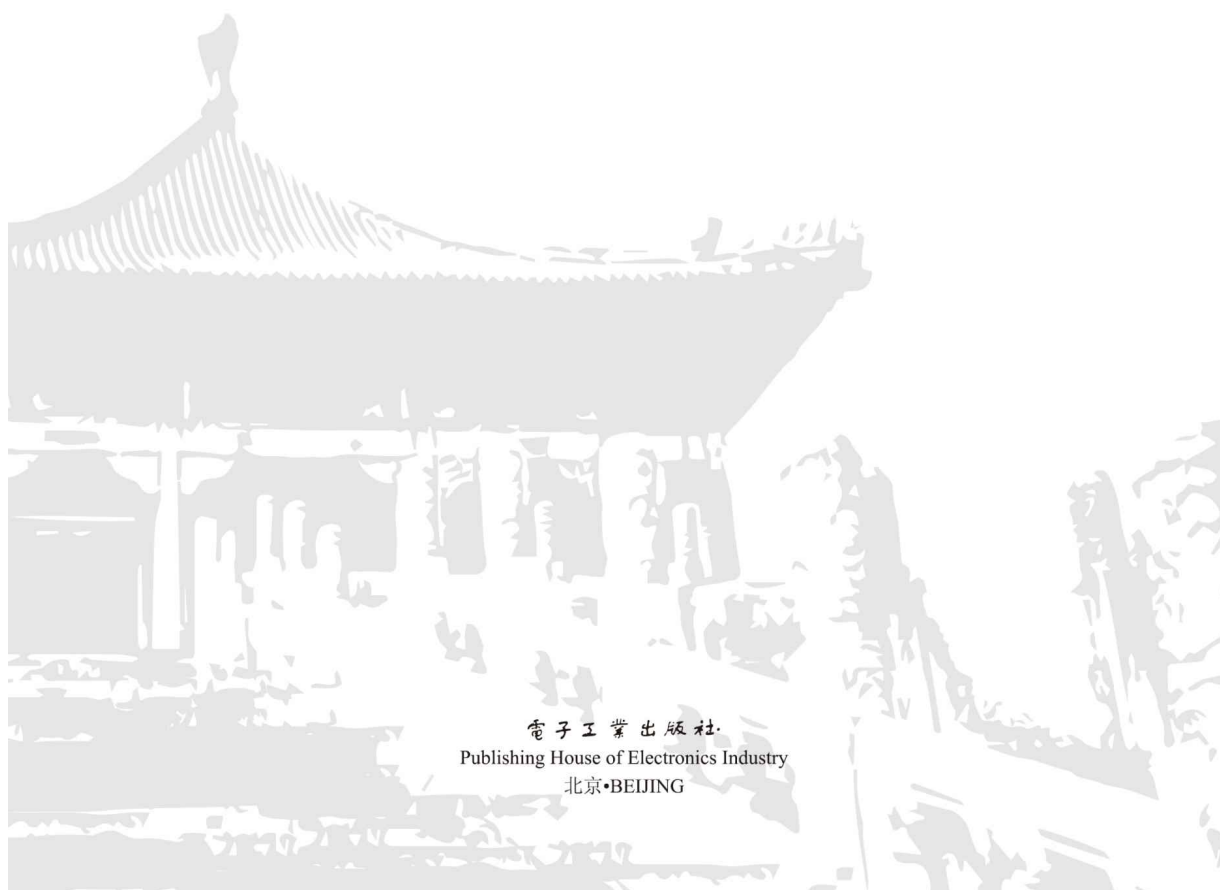 電子工業出版社.
Publishing House of Electronics Industry
北京•BEIJING